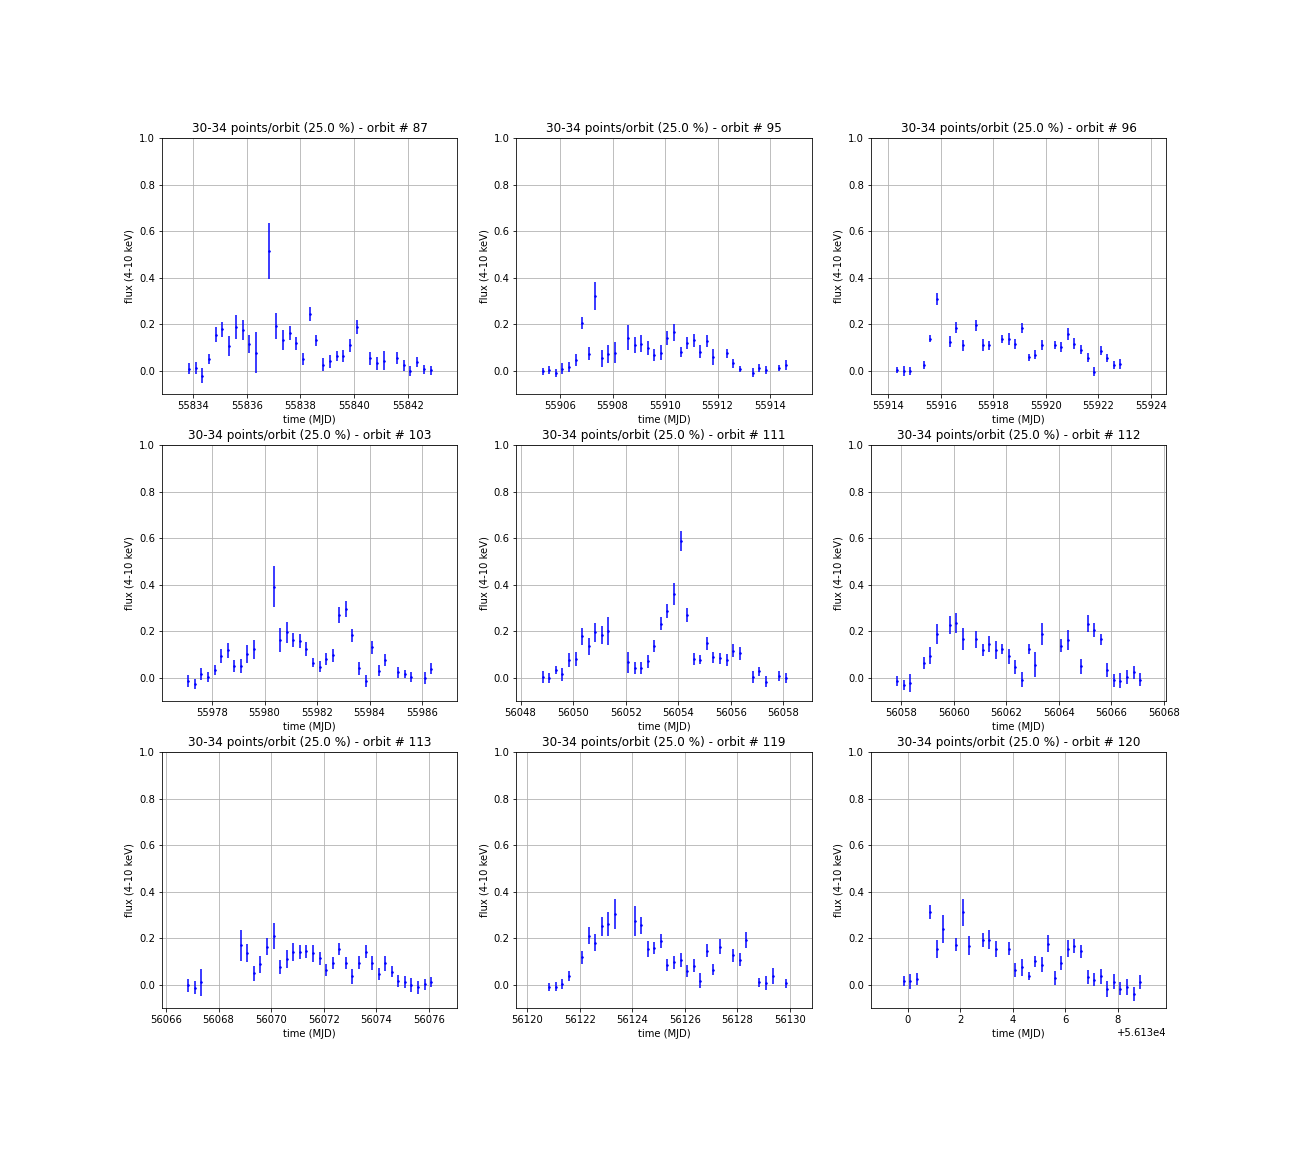 30-34 points/orbit (25.0 %) - orbit # 87
1.0
0.8
0.6
0.4
0.2
0.0
flux (4-10 keV)
55834 55836 55838 55840 55842
time (MJD)
30-34 points/orbit (25.0 %) - orbit # 95
1.0
0.8
0.6
0.4
0.2
0.0
flux (4-10 keV)
55906 55908 55910 55912 55914
time (MJD)
30-34 points/orbit (25.0 %) - orbit # 96
1.0
0.8
0.6
0.4
0.2
0.0
flux (4-10 keV)
55914 55916 55918 55920 55922 55924
time (MJD)
30-34 points/orbit (25.0 %) - orbit # 103
1.0
0.8
0.6
0.4
0.2
0.0
flux (4-10 keV)
55978 55980 55982 55984 55986
time (MJD)
30-34 points/orbit (25.0 %) - orbit # 111
1.0
0.8
0.6
0.4
0.2
0.0
flux (4-10 keV)
56048 56050 56052 56054 56056 56058
time (MJD)
30-34 points/orbit (25.0 %) - orbit # 112
1.0
0.8
0.6
0.4
0.2
0.0
flux (4-10 keV)
56058 56060 56062 56064 56066 56068
time (MJD)
30-34 points/orbit (25.0 %) - orbit # 113
1.0
0.8
0.6
0.4
0.2
0.0
flux (4-10 keV)
56066 56068 56070 56072 56074 56076
time (MJD)
30-34 points/orbit (25.0 %) - orbit # 119
1.0
0.8
0.6
0.4
0.2
0.0
flux (4-10 keV)
56120 56122 56124 56126 56128 56130
time (MJD)
30-34 points/orbit (25.0 %) - orbit # 120
1.0
0.8
0.6
0.4
0.2
0.0
flux (4-10 keV)
0 2 4 6 8
time (MJD)
+5.613e4